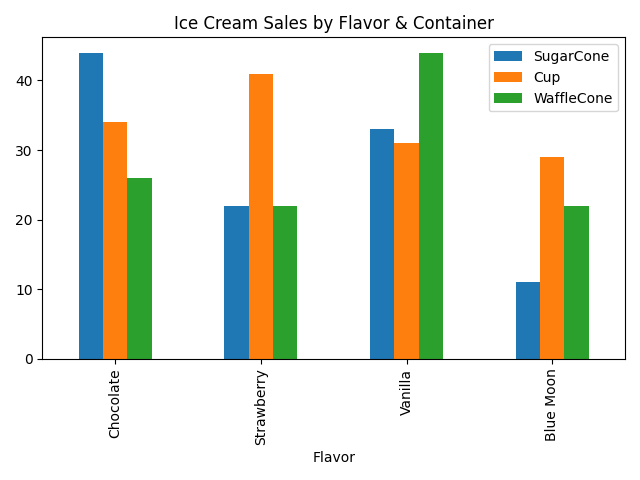 Ice Cream Sales by Flavor & Container
SugarCone
Cup
WaffleCone
40
30
20
10
0
Chocolate
Strawberry
Vanilla
Blue Moon
Flavor